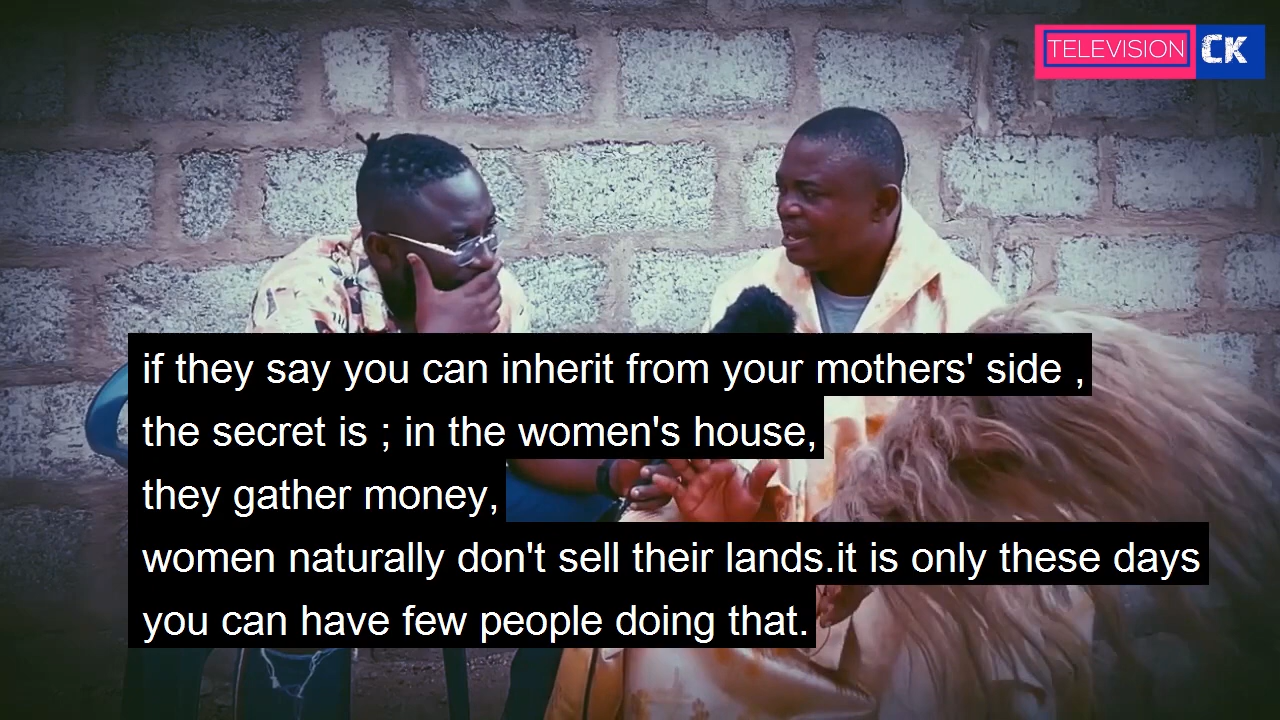 TELEVISION CK
if they say you can inherit from your mothers' side ,
the secret is ; in the women's house,
they gather money,
women naturally don't sell their lands.it is only these days
you can have few people doing that.